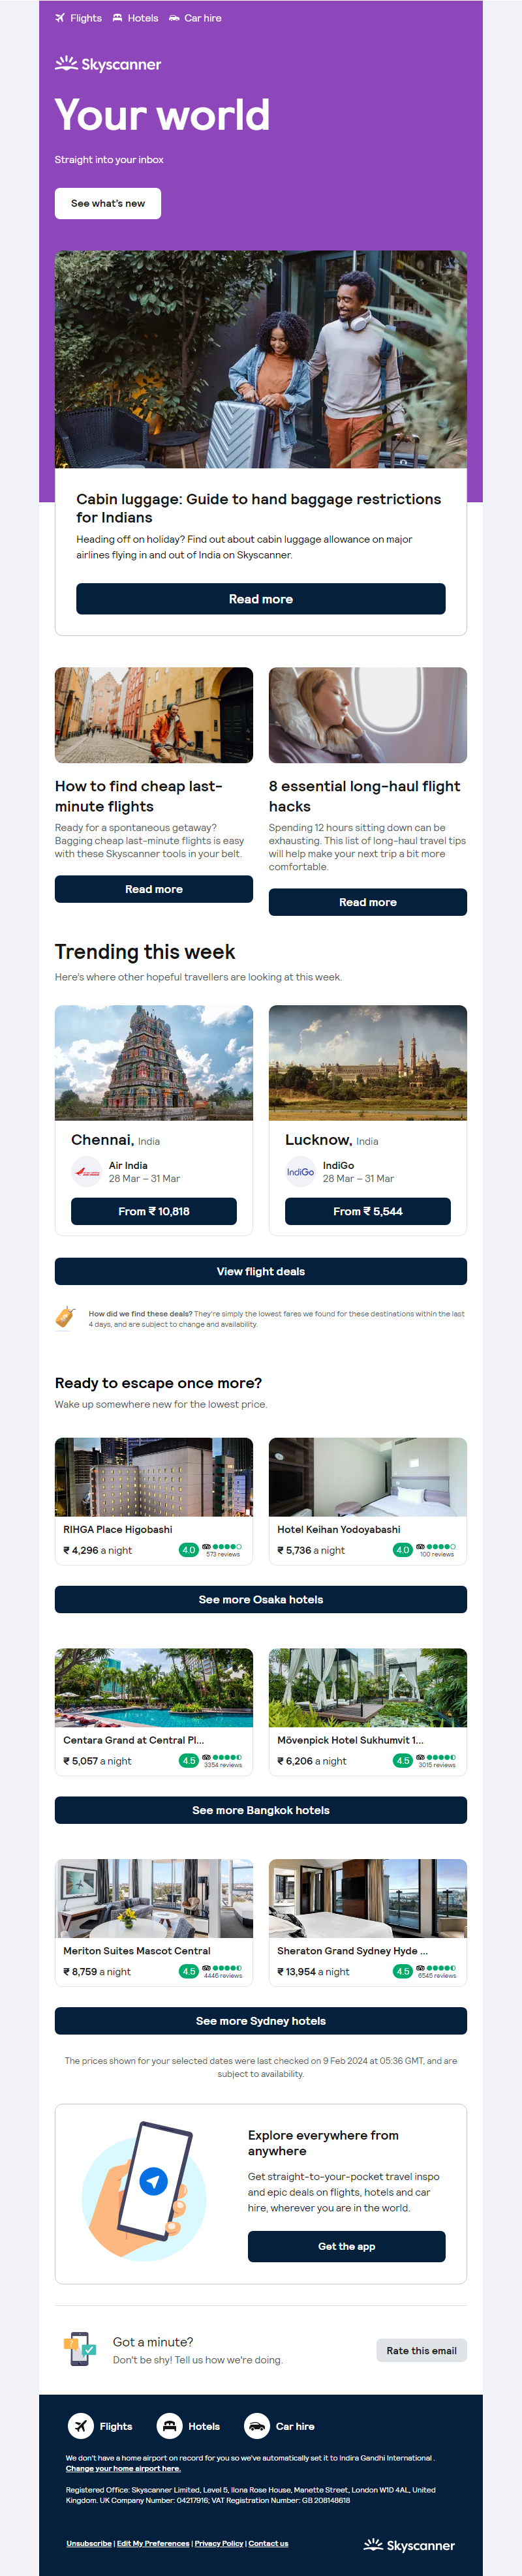 Flights Hotels Car hire
Skyscanner
Your world
Straight into your inbox
See what's new
Cabin luggage: Guide to hand baggage restrictions
for Indians
Heading off on holiday? Find out about cabin luggage allowance on major
airlines flying in and out of India on Skyscanner.
Read more
How to find cheap last-
minute flights
Ready for a spontaneous getaway?
Bagging cheap last-minute flights is easy
with these Skyscanner tools in your belt.
Read more
8 essential long-haul flight
hacks
Spending 12 hours sitting down can be
exhausting. This list of long-haul travel tips
will help make your next trip a bit more
comfortable.
Read more
Trending this week
Here's where other hopeful travellers are looking at this week.
Chennai, India
Air India
28 Mar – 31 Mar
From ₹ 10,818
Lucknow, India
IndiGo
IndiGo
28 Mar – 31 Mar
From ₹ 5,544
View flight deals
How did we find these deals? They're simply the lowest fares we found for these destinations within the last
4 days, and are subject to change and availability.
Ready to escape once more?
Wake up somewhere new for the lowest price.
RIHGA Place Higobashi
₹ 4,296 a night
4.0
573 reviews
Hotel Keihan Yodoyabashi
₹ 5,736 a night
4.0
100 reviews
See more Osaka hotels
Centara Grand at Central Pl...
₹ 5,057 a night
4.5
3354 reviews
Mövenpick Hotel Sukhumvit 1...
₹ 6,206 a night
4.5
3015 reviews
See more Bangkok hotels
Meriton Suites Mascot Central
₹ 8,759 a night
4.5
4446 reviews
Sheraton Grand Sydney Hyde ...
₹ 13,954 a night
4.5
6545 reviews
See more Sydney hotels
The prices shown for your selected dates were last checked on 9 Feb 2024 at 05:36 GMT, and are
subject to availability.
Explore everywhere from
anywhere
Get straight-to-your-pocket travel inspo
and epic deals on flights, hotels and car
hire, wherever you are in the world.
Get the app
Got a minute?
Don't be shy! Tell us how we're doing.
Rate this email
Flights Hotels Car hire
We don't have a home airport on record for you so we've automatically set it to Indira Gandhi International .
Change your home airport here.
Registered Office: Skyscanner Limited, Level 5, Ilona Rose House, Manette Street, London W1D 4AL, United
Kingdom. UK Company Number: 04217916; VAT Registration Number: GB 208148618
Unsubscribe | Edit My Preferences | Privacy Policy | Contact us
Skyscanner